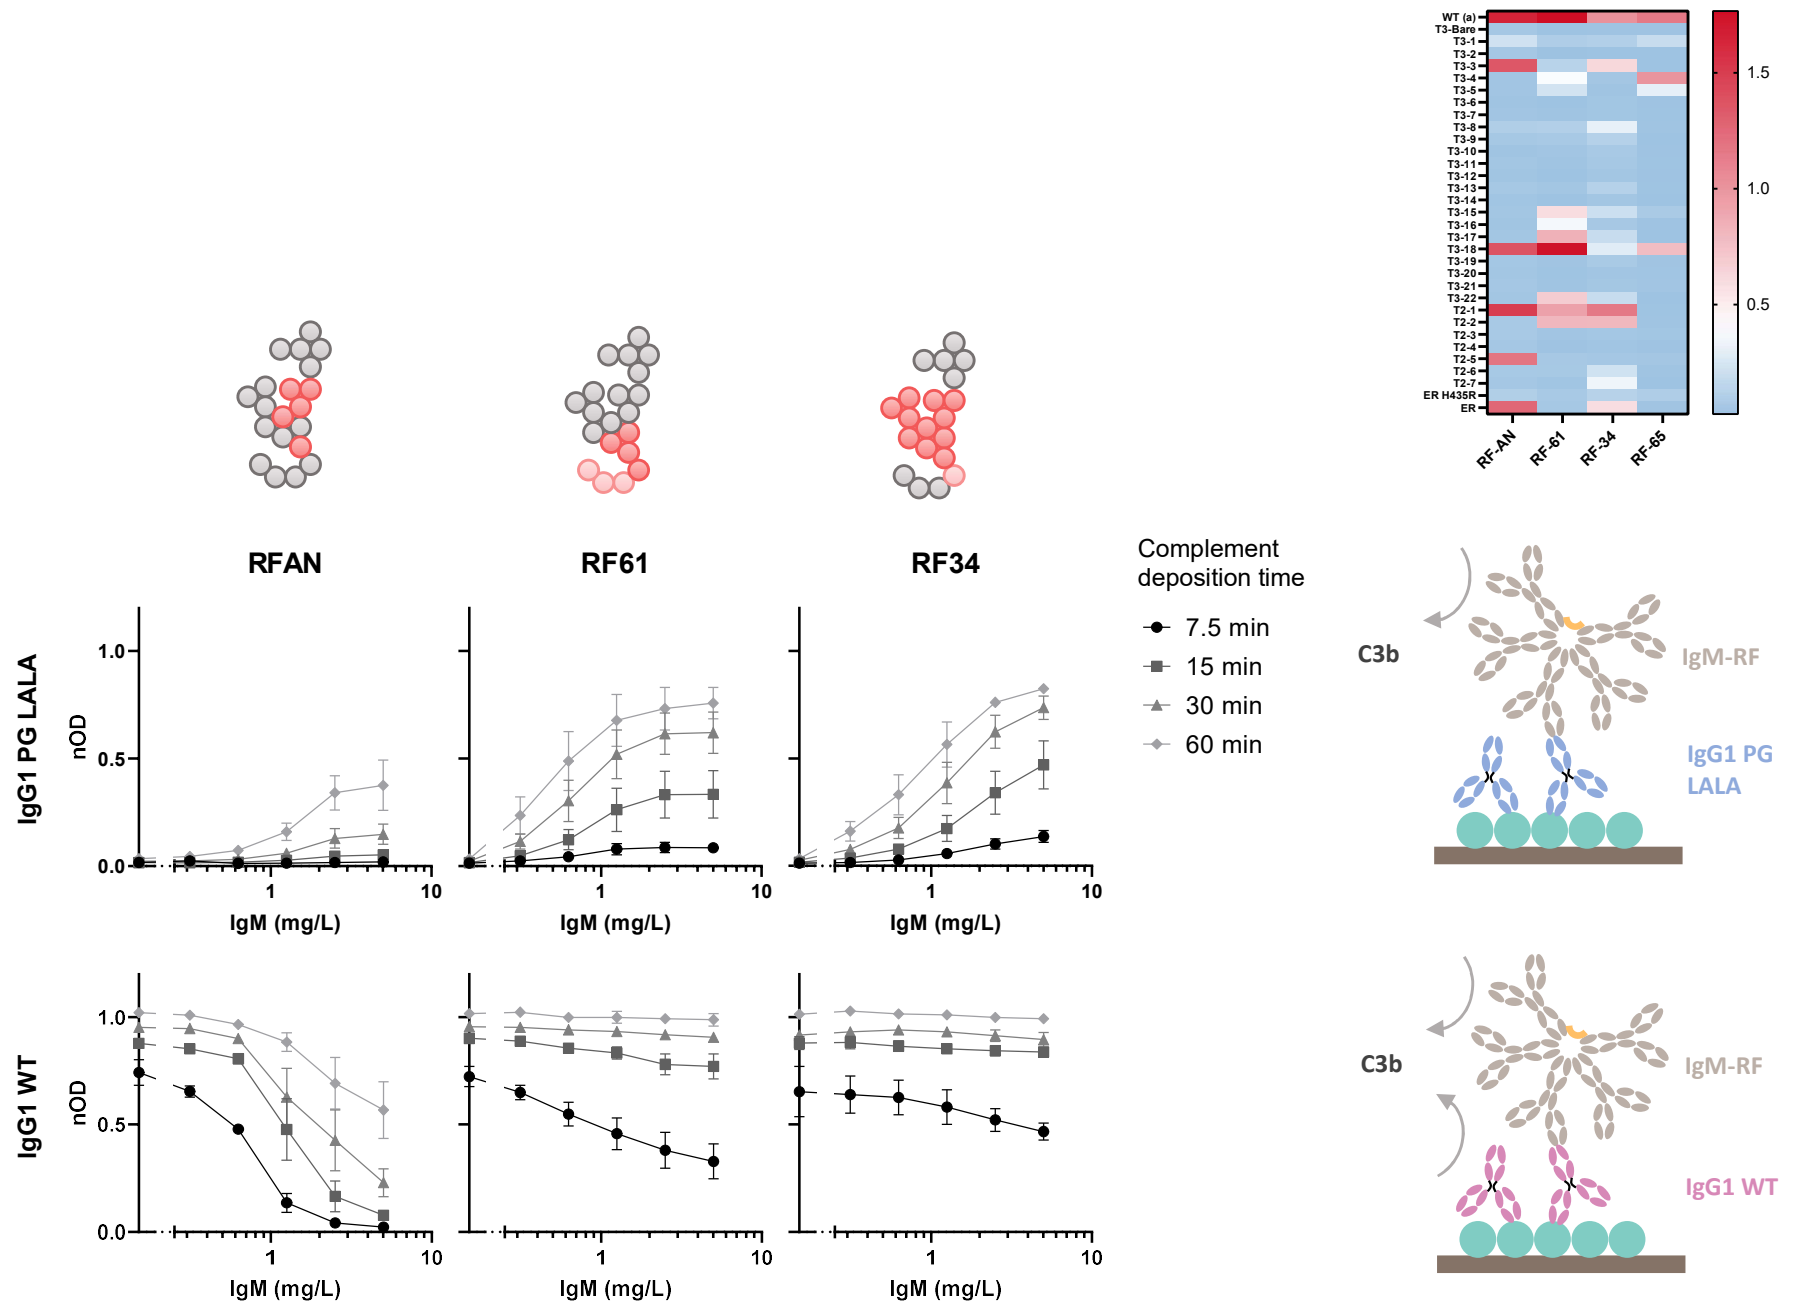 WT (a)
T3-Bare
T3-1
T3-2
T3-3
T3-4
T3-5
T3-6
T3-7
T3-8
T3-9
T3-10
T3-11
T3-12
T3-13
T3-14
T3-15
T3-16
T3-17
T3-18
T3-19
T3-20
T3-21
T3-22
T2-1
T2-2
T2-3
T2-4
T2-5
T2-6
T2-7
ER H435R
ER
RF-AN
RF-61
RF-34
RF-65
1.5
1.0
0.5
RFAN
RF61
RF34
Complement
deposition time
7.5 min
15 min
30 min
60 min
IgG1 PG LALA
nOD
1.0
0.5
0.0
1
10
IgM (mg/L)
1
10
IgM (mg/L)
1
10
IgM (mg/L)
IgG1 WT
nOD
1.0
0.5
0.0
1
10
IgM (mg/L)
1
10
IgM (mg/L)
1
10
IgM (mg/L)
C3b
IgM-RF
IgG1 PG
LALA
C3b
IgM-RF
IgG1 WT